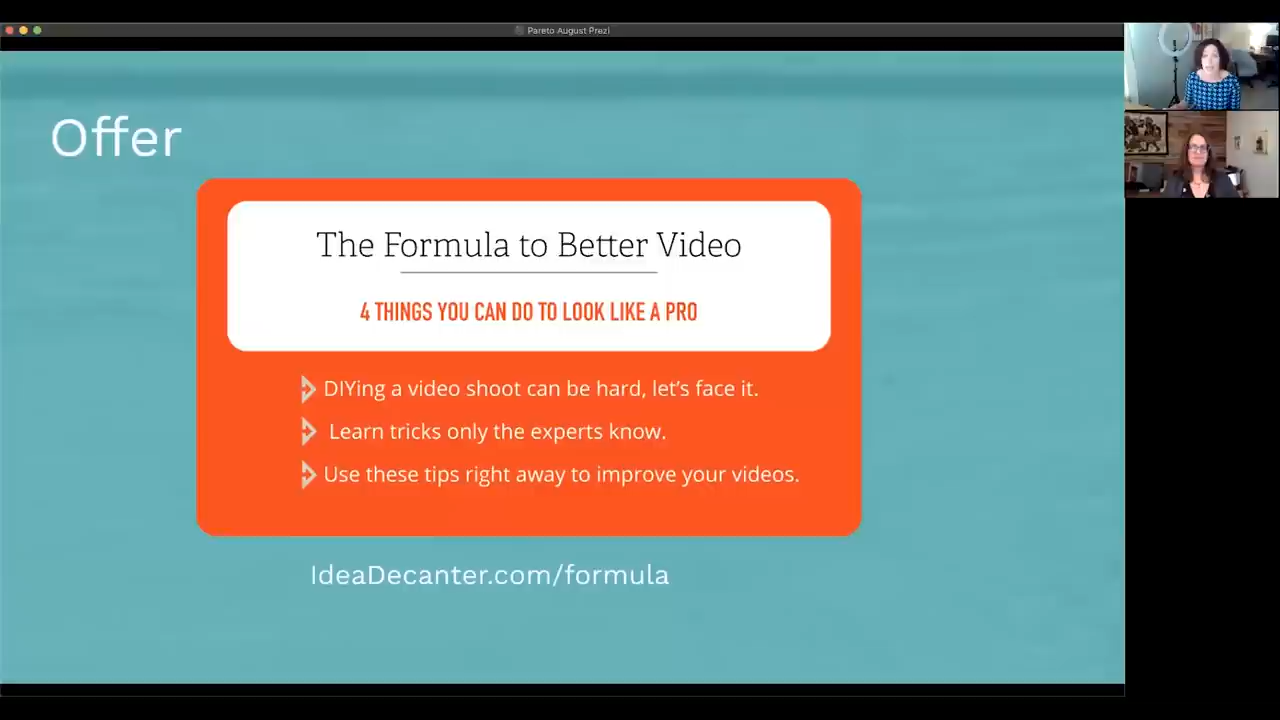 Pareto August Prezi
Offer
The Formula to Better Video
4 THINGS YOU CAN DO TO LOOK LIKE A PRO
DIYing a video shoot can be hard, let's face it.
Learn tricks only the experts know.
Use these tips right away to improve your videos.
IdeaDecanter.com/formula